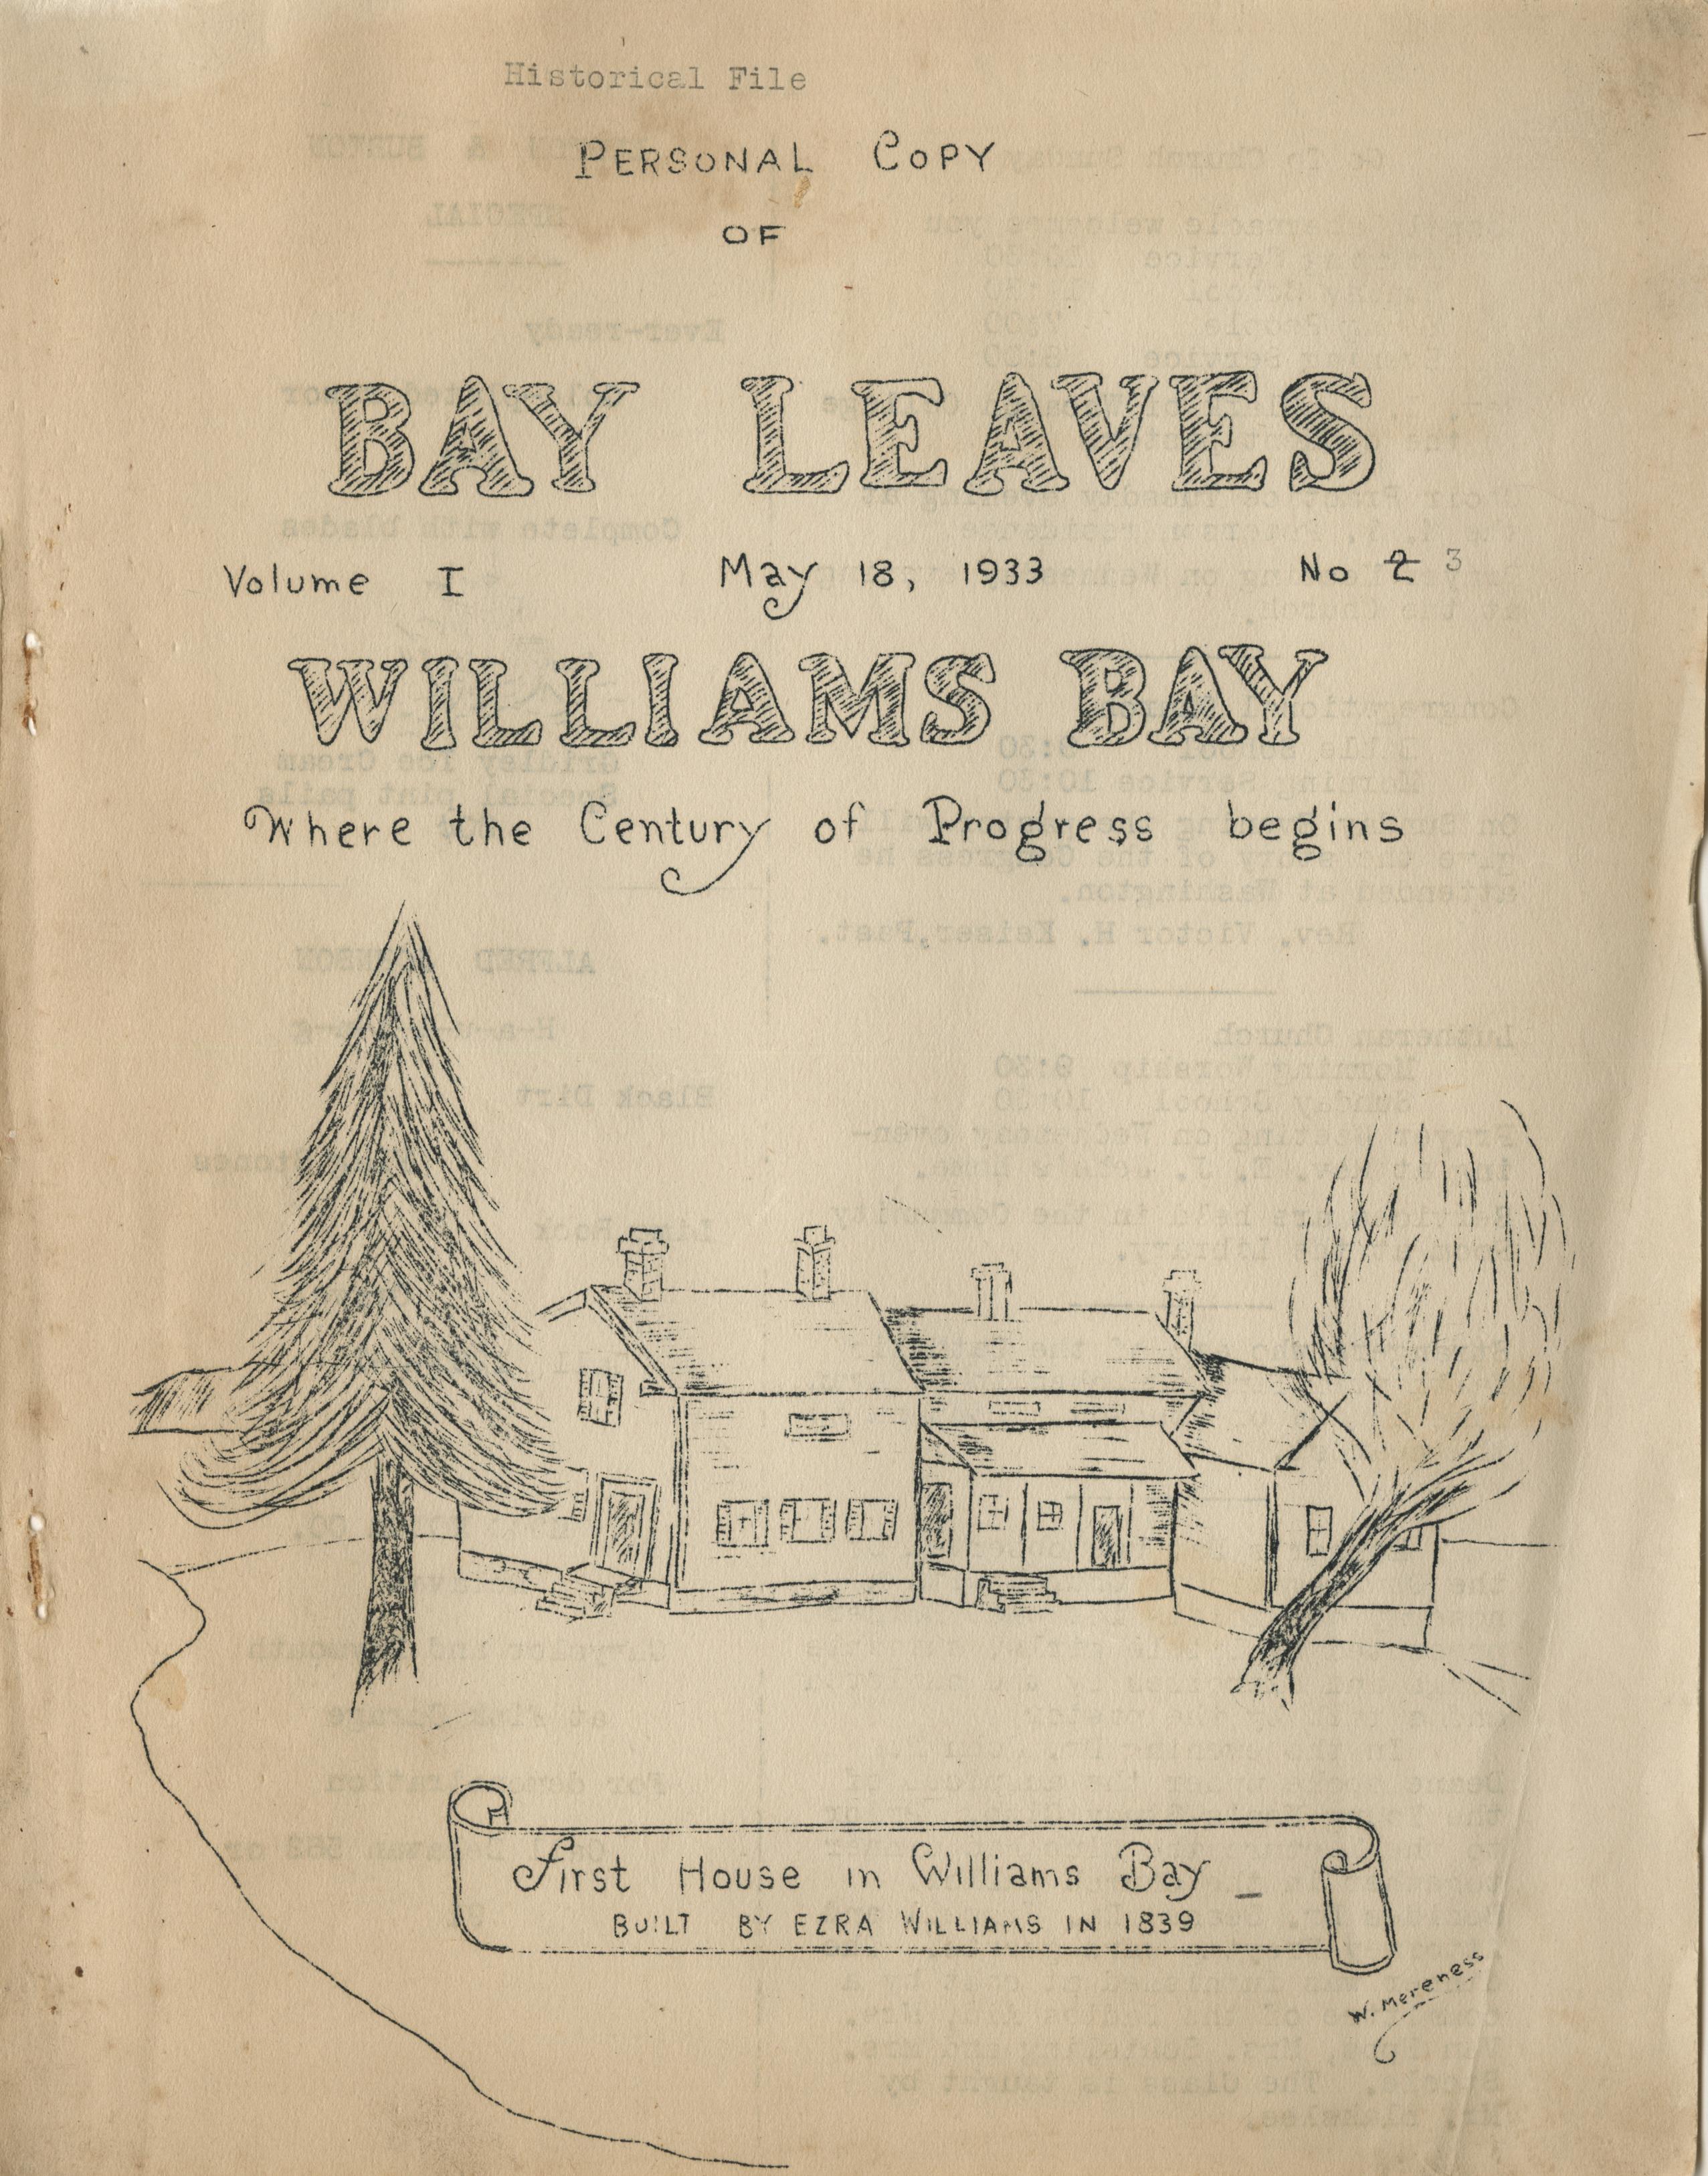 Historical File
PERSONAL COPY
OF
BAY LEAVES
Volume I May 18, 1933 No 2 3
WILLIAMS BAY
Where the Century of Progress begins
First House in Williams Bay
BUILT BY EZRA WILLIAMS IN 1839
W. Mereness